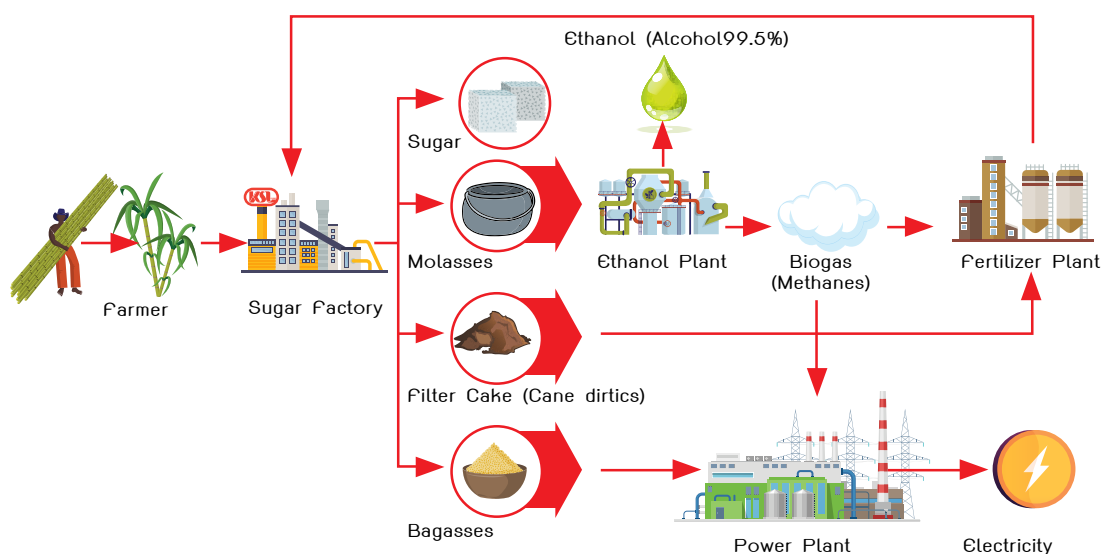 Ethanol (Alcohol99.5%)
Sugar
KSL
Molasses
Ethanol Plant
Biogas
(Methanes)
Fertilizer Plant
Farmer
Sugar Factory
Filter Cake (Cane dirtics)
Bagasses
Power Plant
Electricity